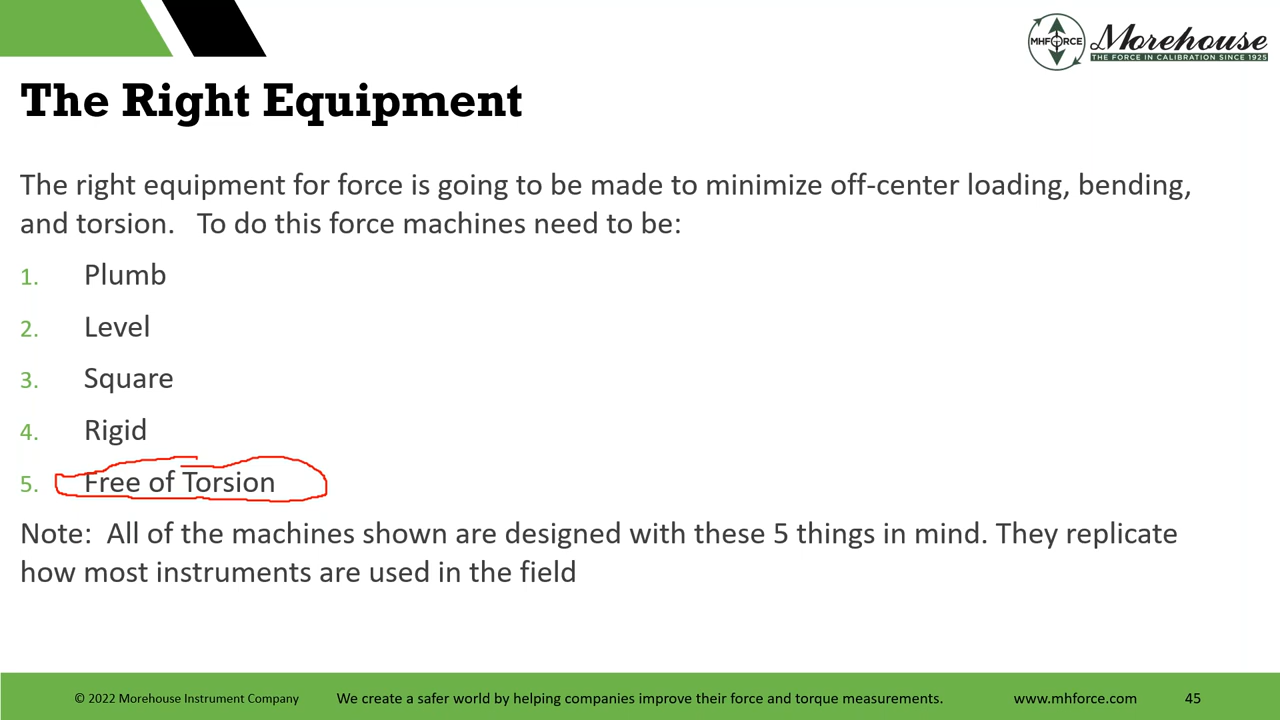 MHFORCE
Morehouse
THE FORCE IN CALIBRATION SINCE 1925
The Right Equipment
The right equipment for force is going to be made to minimize off-center loading, bending,
and torsion. To do this force machines need to be:
1. Plumb
2. Level
3. Square
4. Rigid
5. Free of Torsion
Note: All of the machines shown are designed with these 5 things in mind. They replicate
how most instruments are used in the field
© 2022 Morehouse Instrument Company We create a safer world by helping companies improve their force and torque measurements. www.mhforce.com 45